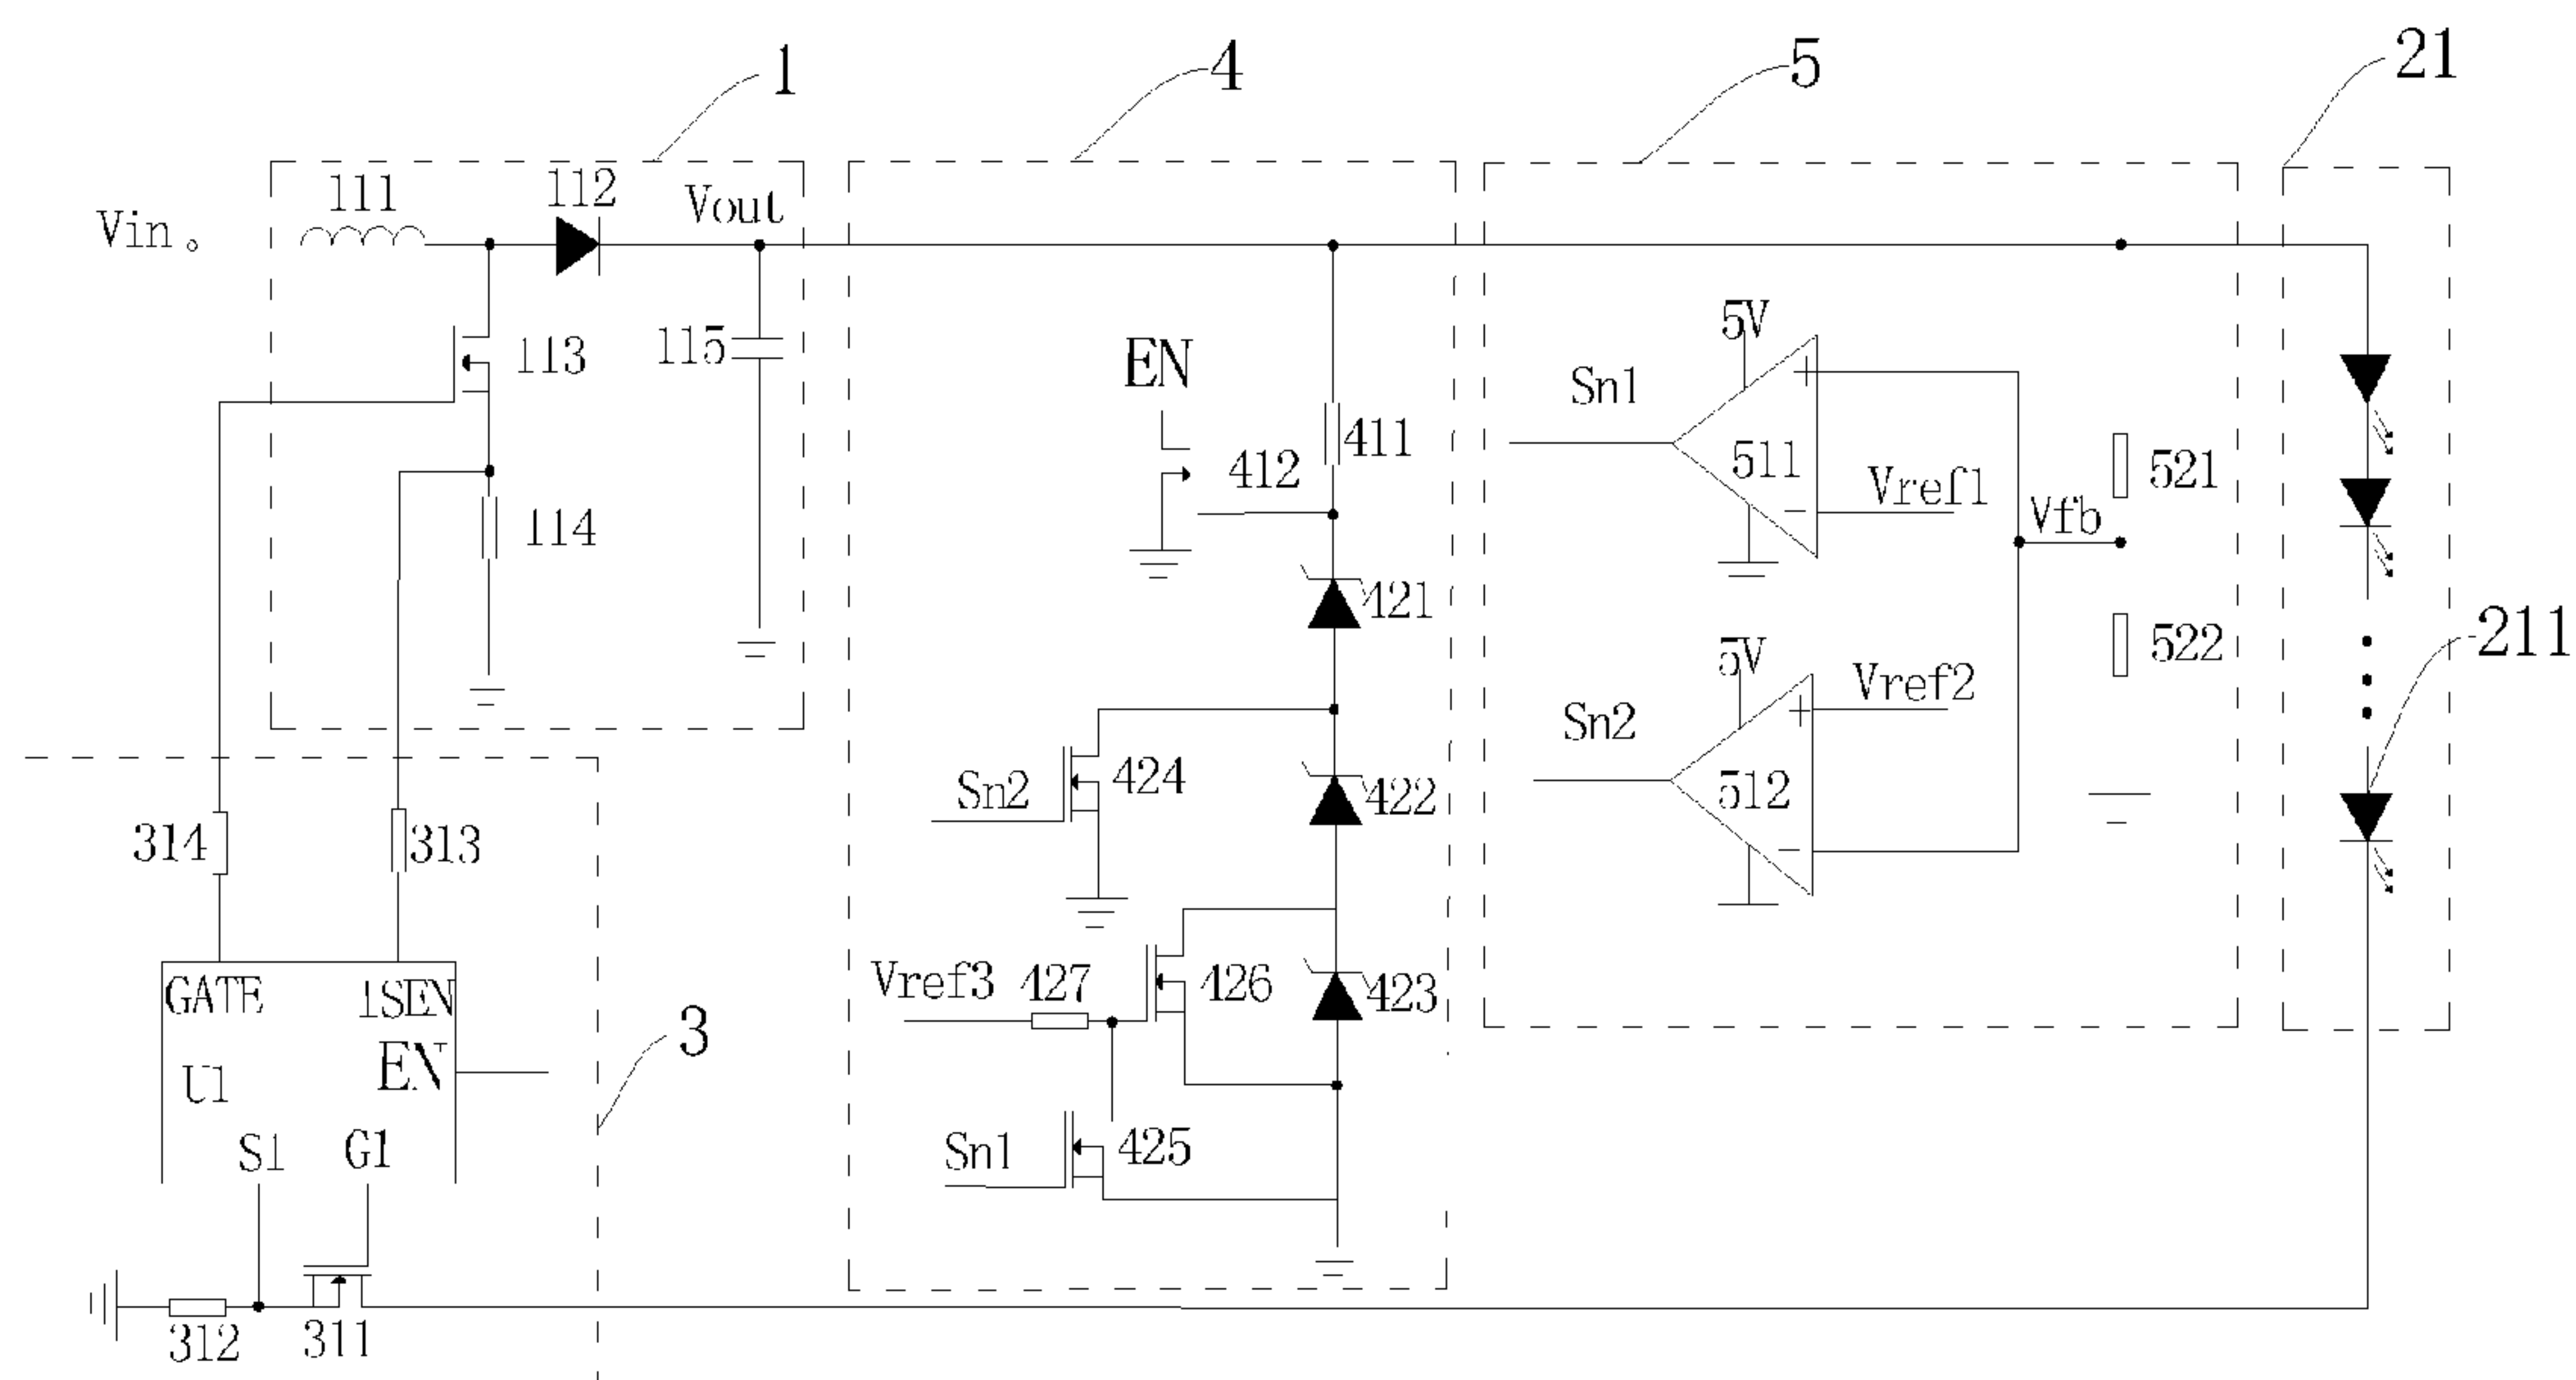 1
4
5
21
Vin
111
112
Vout
113
115
114
EN
412
411
421
Sn1
5V
+
511
Vref1
−
Vfb
521
522
211
5V
Vref2
Sn2
+
512
−
Sn2
424
422
314
313
GATE
1SEN
EN
U1
S1
G1
3
Vref3
427
426
423
Sn1
425
312
311